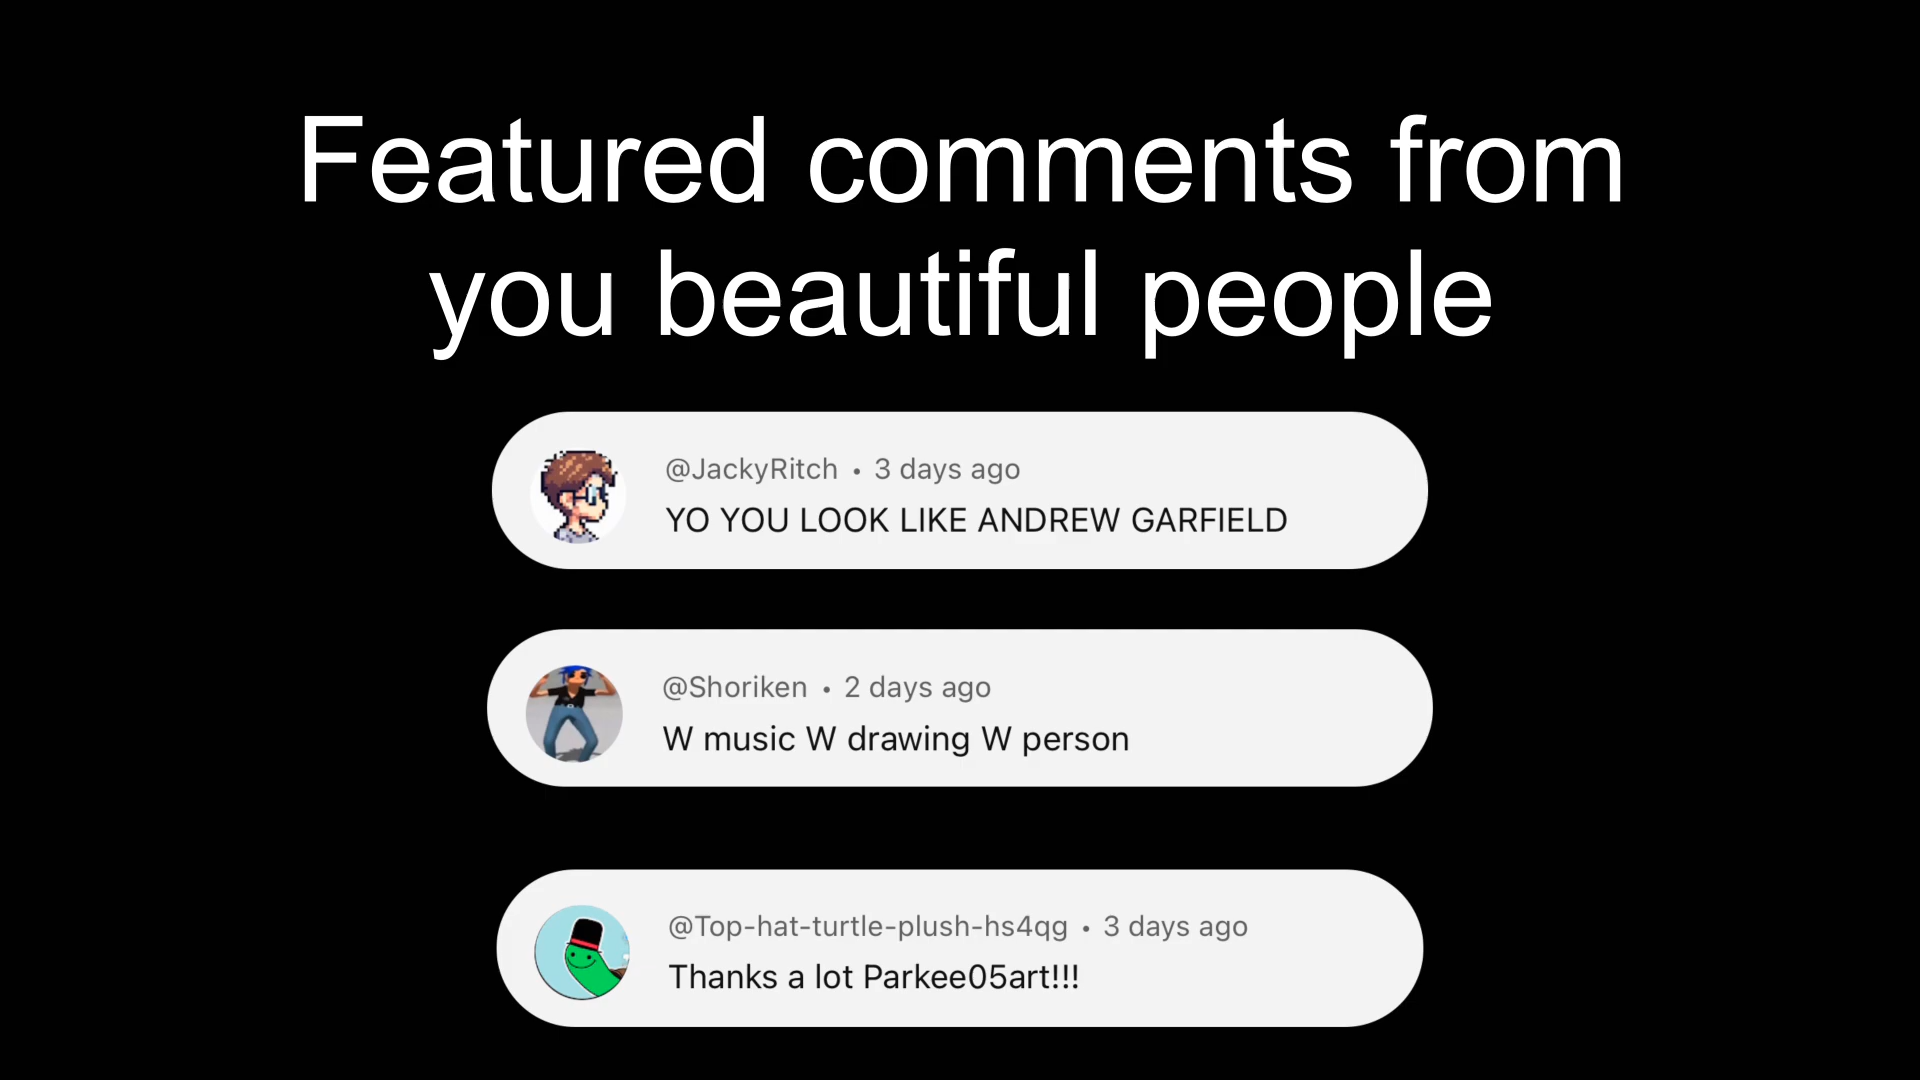 Featured comments from
you beautiful people
@JackyRitch • 3 days ago
YO YOU LOOK LIKE ANDREW GARFIELD
@Shoriken • 2 days ago
W music W drawing W person
@Top-hat-turtle-plush-hs4qg • 3 days ago
Thanks a lot Parkee05art!!!